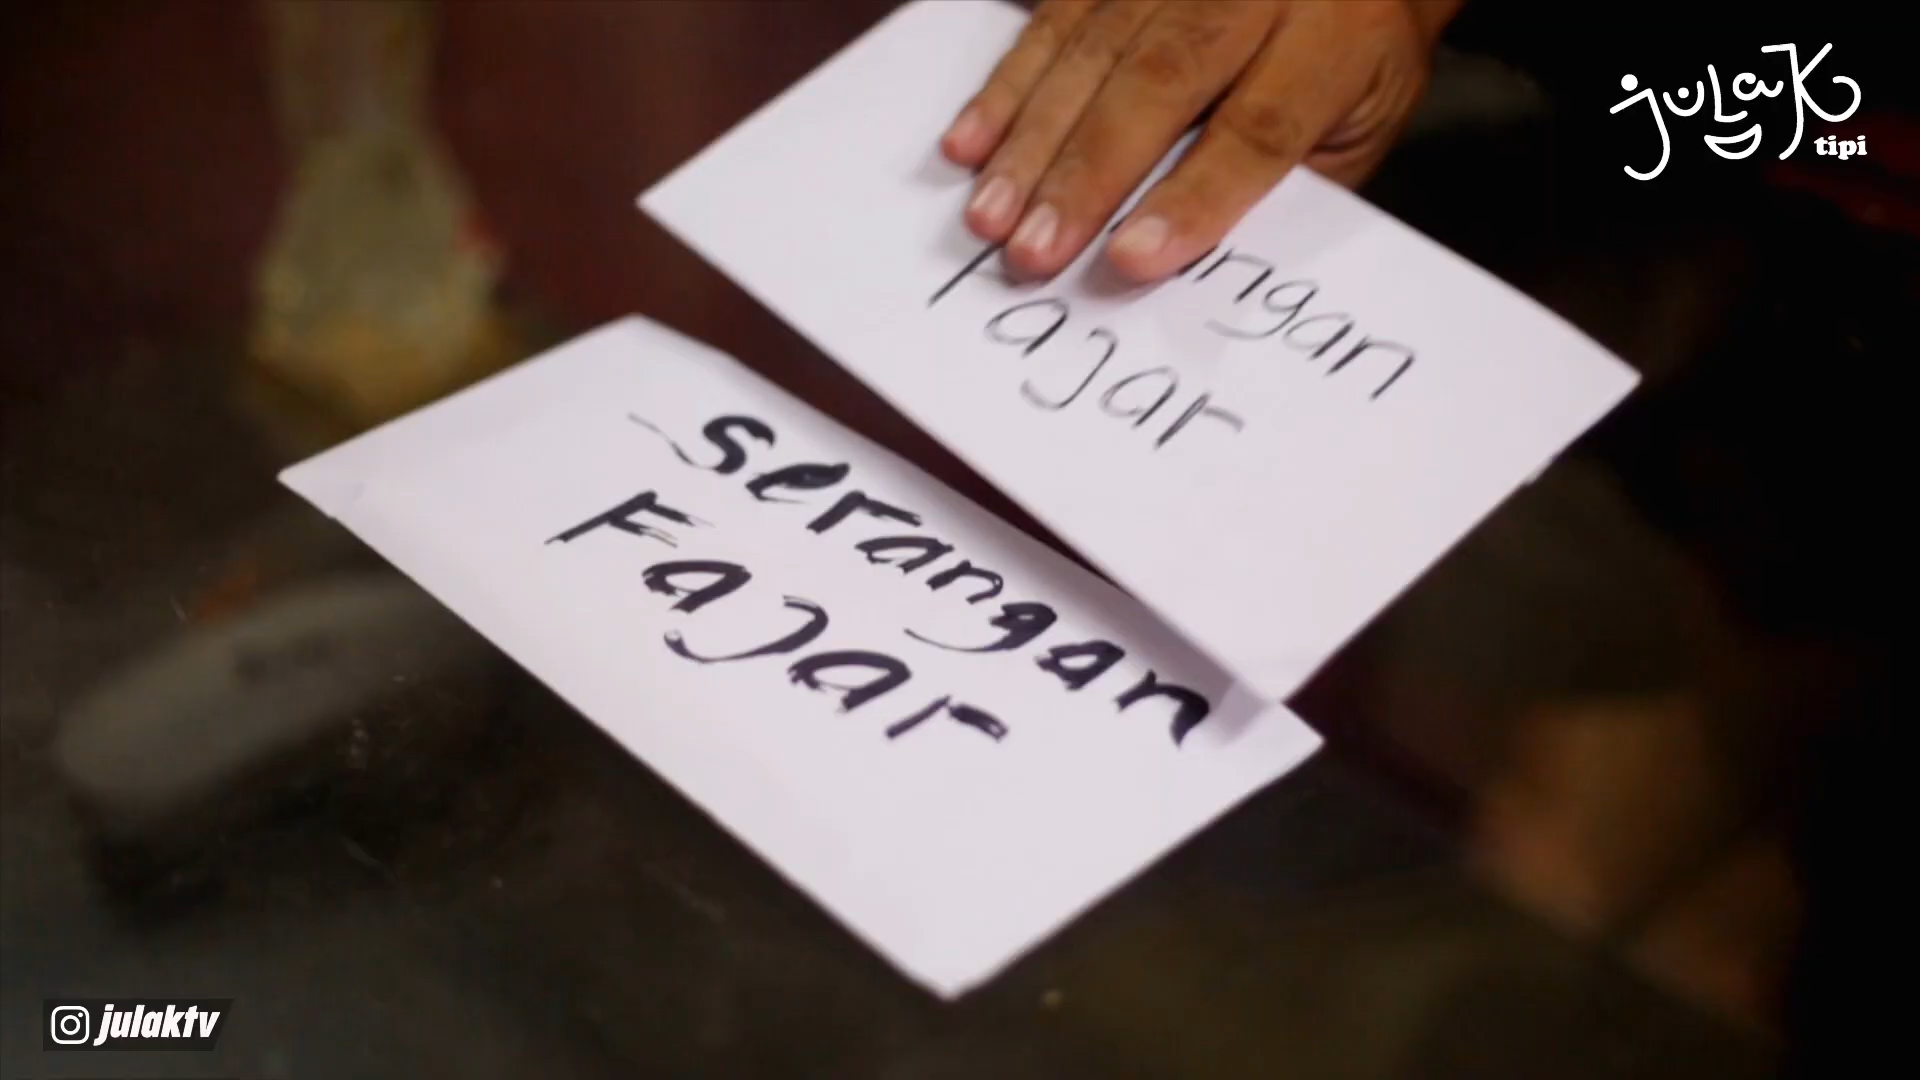 julak
tipi
ngan
Fajar
Serangan
Fajar
julaktv